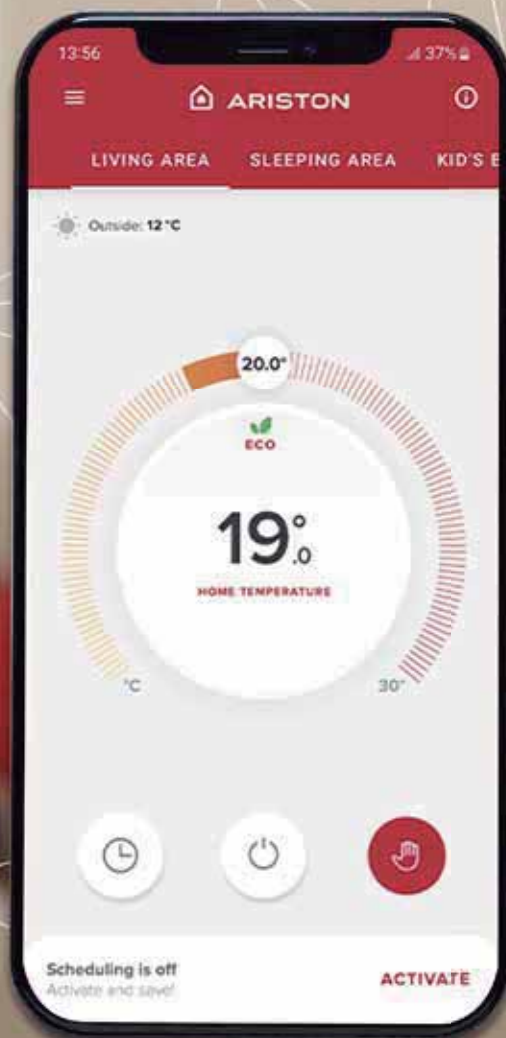 13:56
37%
ARISTON
LIVING AREA SLEEPING AREA KID'S B
Outside: 12 °C
20.0°
ECO
19.0°
HOME TEMPERATURE
°C 30°
Scheduling is off
Activate and save!
ACTIVATE